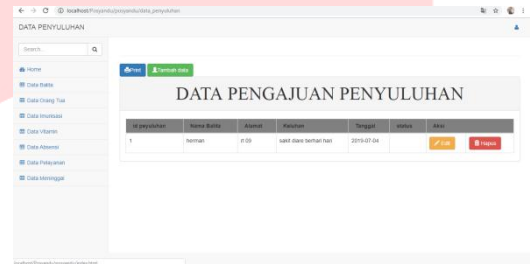 localhost/Posyandu/posyandu/data_penyuluhan
DATA PENYULUHAN
Search...
Home
Data Balita
Data Orang Tua
Data Imunisasi
Data Vitamin
Data Absensi
Data Pelayanan
Data Meninggal
Print Tambah data
DATA PENGAJUAN PENYULUHAN
Id peyuluhan Nama Balita Alamat Keluhan Tanggal status Aksi
1 herman rt 05 sakit diare berhari hari 2019-07-04 Edit Hapus